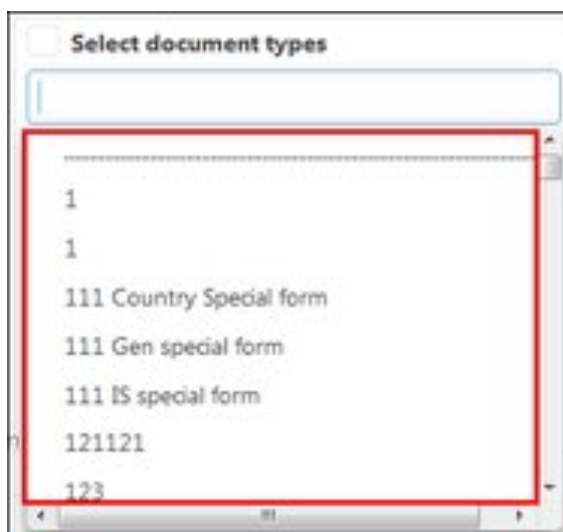 Select document types
--------------------------------------------------------------------------------
1
1
111 Country Special form
111 Gen special form
111 IS special form
121121
123